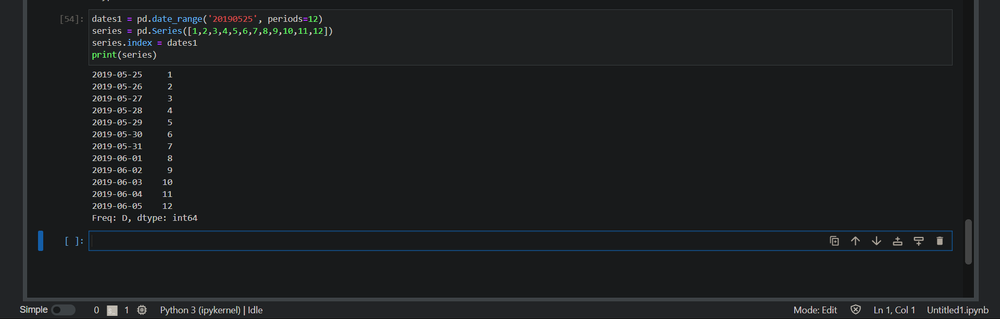 [54]: dates1 = pd.date_range('20190525', periods=12)
series = pd.Series([1,2,3,4,5,6,7,8,9,10,11,12])
series.index = dates1
print(series)
2019-05-25     1
2019-05-26     2
2019-05-27     3
2019-05-28     4
2019-05-29     5
2019-05-30     6
2019-05-31     7
2019-06-01     8
2019-06-02     9
2019-06-03    10
2019-06-04    11
2019-06-05    12
Freq: D, dtype: int64
[ ]:
Simple 0 s_ 1 Python 3 (ipykernel) | Idle Mode: Edit Ln 1, Col 1 Untitled1.ipynb